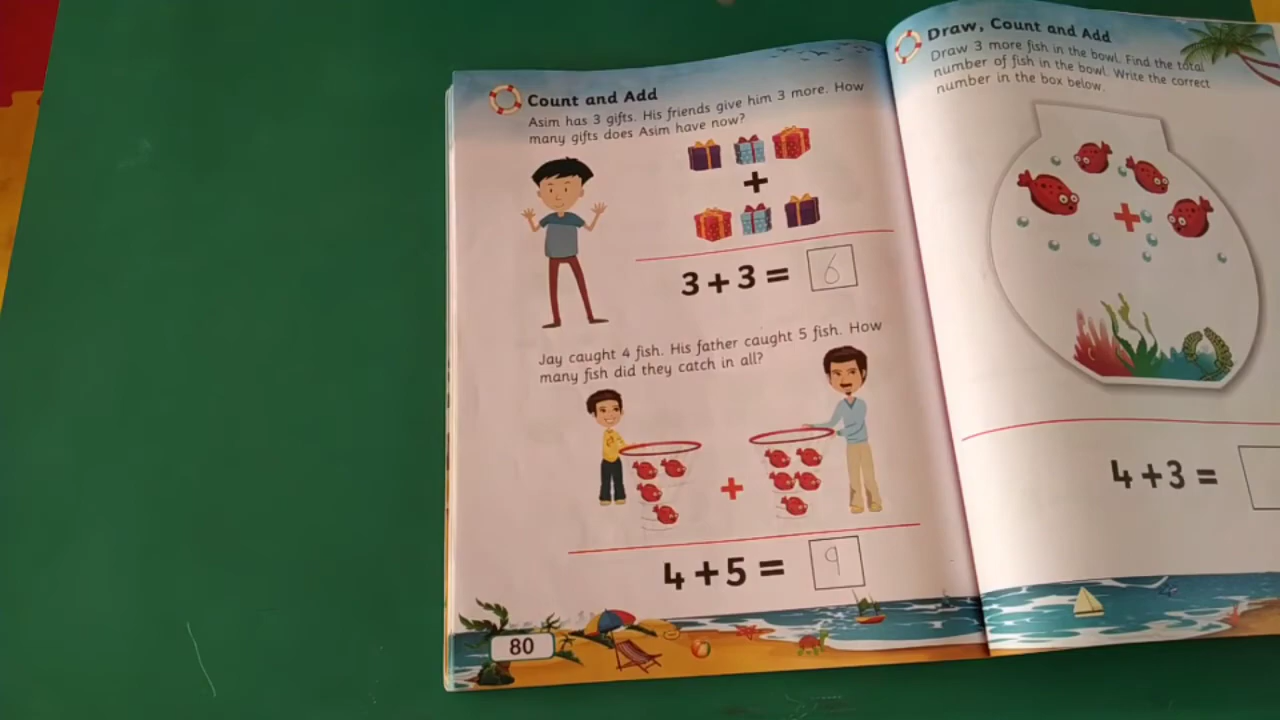 Count and Add
Asim has 3 gifts. His friends give him 3 more. How
many gifts does Asim have now?
+
3 + 3 = 6
Jay caught 4 fish. His father caught 5 fish. How
many fish did they catch in all?
+
4 + 5 = 9
80
Draw, Count and Add
Draw 3 more fish in the bowl. Find the total
number of fish in the bowl. Write the correct
number in the box below.
+
4 + 3 =